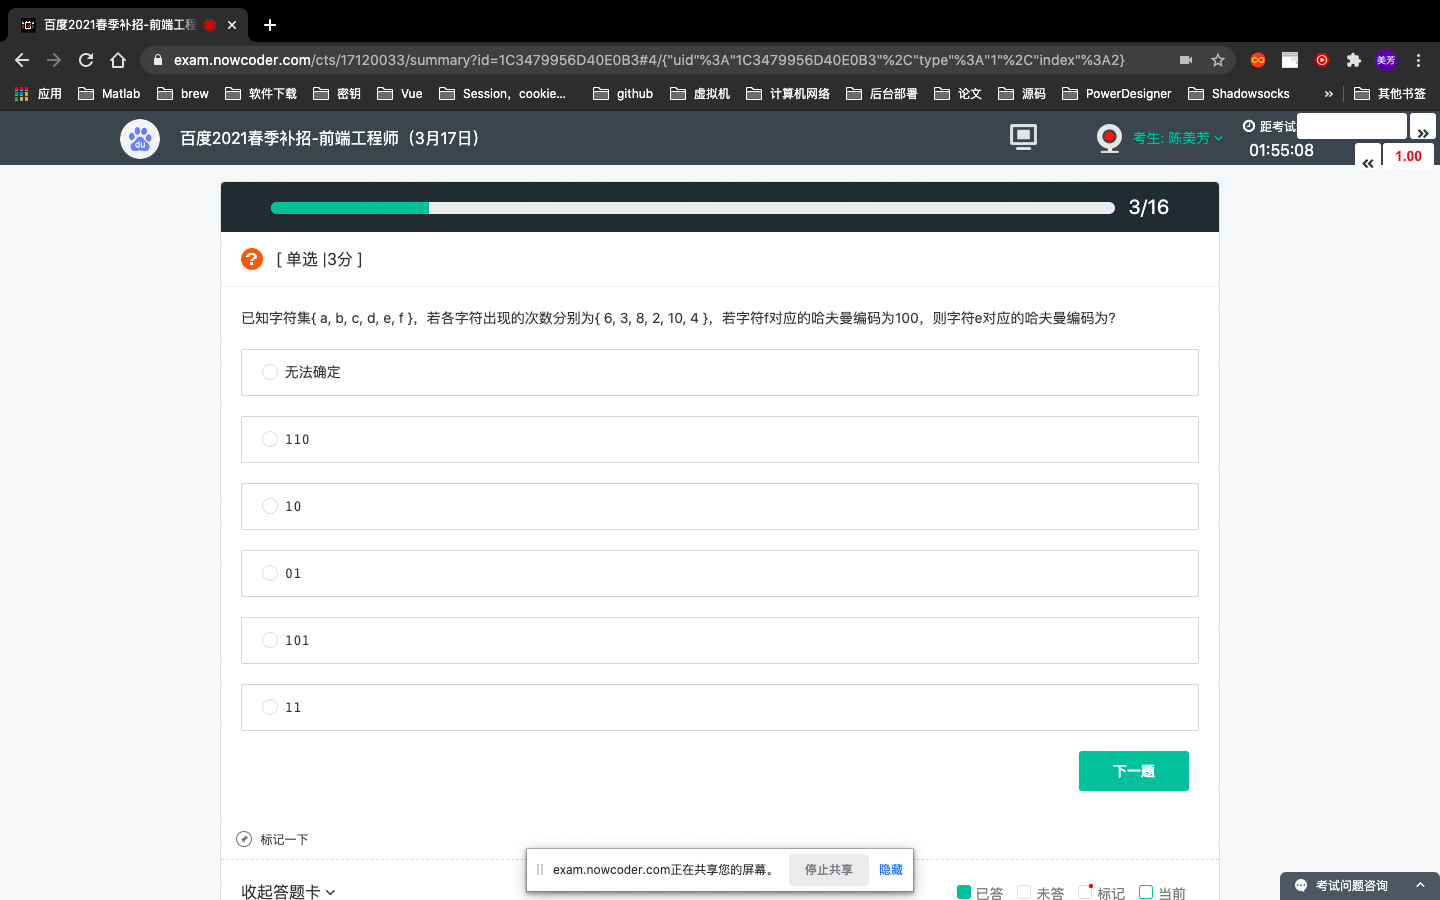 百度2021春季补招-前端工程
exam.nowcoder.com/cts/17120033/summary?id=1C3479956D40E0B3#4/{"uid"%3A"1C3479956D40E0B3"%2C"type"%3A"1"%2C"index"%3A2}
美芳
应用 Matlab brew 软件下载 密钥 Vue Session，cookie... github 虚拟机 计算机网络 后台部署 论文 源码 PowerDesigner Shadowsocks » 其他书签
du
百度2021春季补招-前端工程师（3月17日）
考生: 陈美芳
距考试
01:55:08
»
«
1.00
3/16
? [ 单选 |3分 ]
已知字符集{ a, b, c, d, e, f }，若各字符出现的次数分别为{ 6, 3, 8, 2, 10, 4 }，若字符f对应的哈夫曼编码为100，则字符e对应的哈夫曼编码为?
无法确定
110
10
01
101
11
下一题
标记一下
exam.nowcoder.com正在共享您的屏幕。 停止共享 隐藏
收起答题卡
已答 未答 标记 当前
考试问题咨询